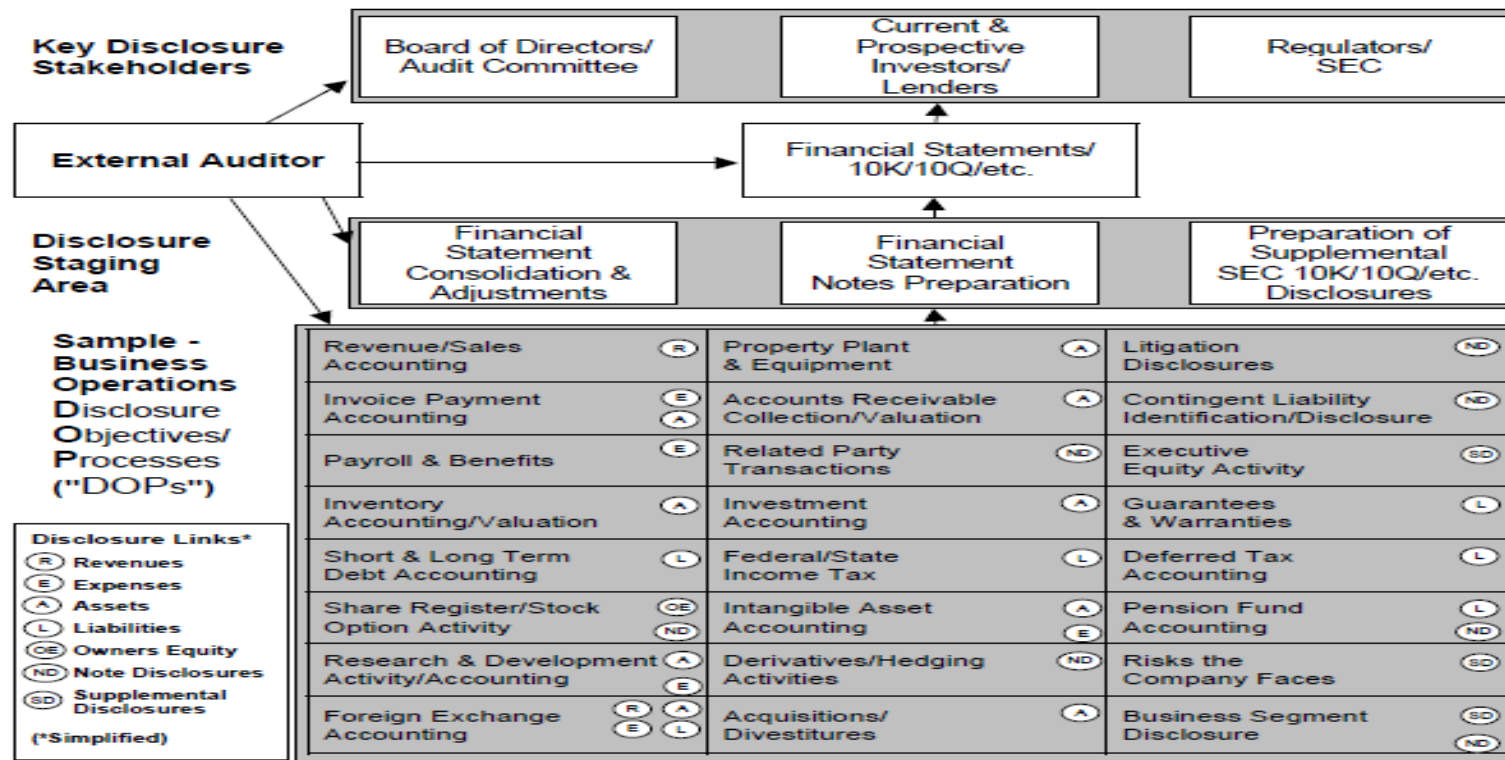 Key Disclosure
Stakeholders
Board of Directors/
Audit Committee
Current &
Prospective
Investors/
Lenders
Regulators/
SEC
External Auditor
Financial Statements/
10K/10Q/etc.
Disclosure
Staging
Area
Financial
Statement
Consolidation &
Adjustments
Financial
Statement
Notes Preparation
Preparation of
Supplemental
SEC 10K/10Q/etc.
Disclosures
Sample -
Business
Operations
Disclosure
Objectives/
Processes
("DOPs")
Disclosure Links*
R Revenues
E Expenses
A Assets
L Liabilities
OE Owners Equity
ND Note Disclosures
SD Supplemental
Disclosures
(*Simplified)
Revenue/Sales R
Accounting
Property Plant A
& Equipment
Litigation ND
Disclosures
Invoice Payment E
Accounting A
Accounts Receivable A
Collection/Valuation
Contingent Liability ND
Identification/Disclosure
Payroll & Benefits E
Related Party ND
Transactions
Executive SD
Equity Activity
Inventory A
Accounting/Valuation
Investment A
Accounting
Guarantees L
& Warranties
Short & Long Term L
Debt Accounting
Federal/State L
Income Tax
Deferred Tax L
Accounting
Share Register/Stock OE
Option Activity ND
Intangible Asset A
Accounting E
Pension Fund L
Accounting ND
Research & Development A
Activity/Accounting E
Derivatives/Hedging ND
Activities
Risks the SD
Company Faces
Foreign Exchange R A
Accounting E L
Acquisitions/ A
Divestitures
Business Segment SD
Disclosure ND